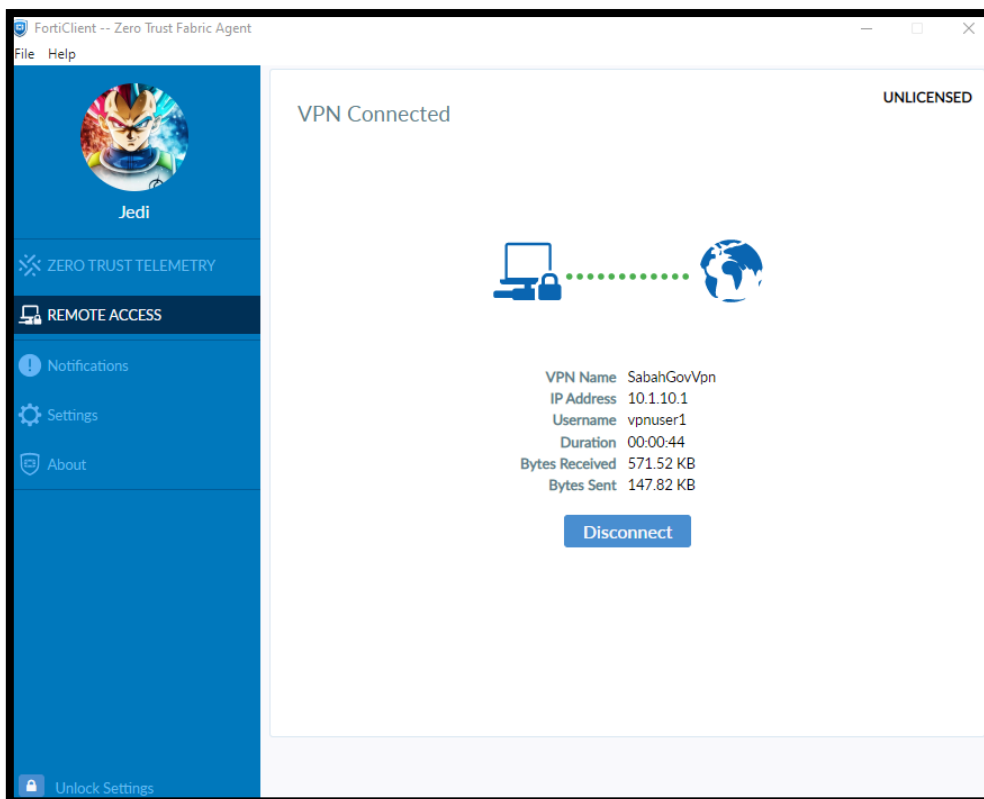 FortiClient -- Zero Trust Fabric Agent
File Help
Jedi
ZERO TRUST TELEMETRY
REMOTE ACCESS
Notifications
Settings
About
Unlock Settings
VPN Connected
UNLICENSED
VPN Name SabahGovVpn
IP Address 10.1.10.1
Username vpnuser1
Duration 00:00:44
Bytes Received 571.52 KB
Bytes Sent 147.82 KB
Disconnect